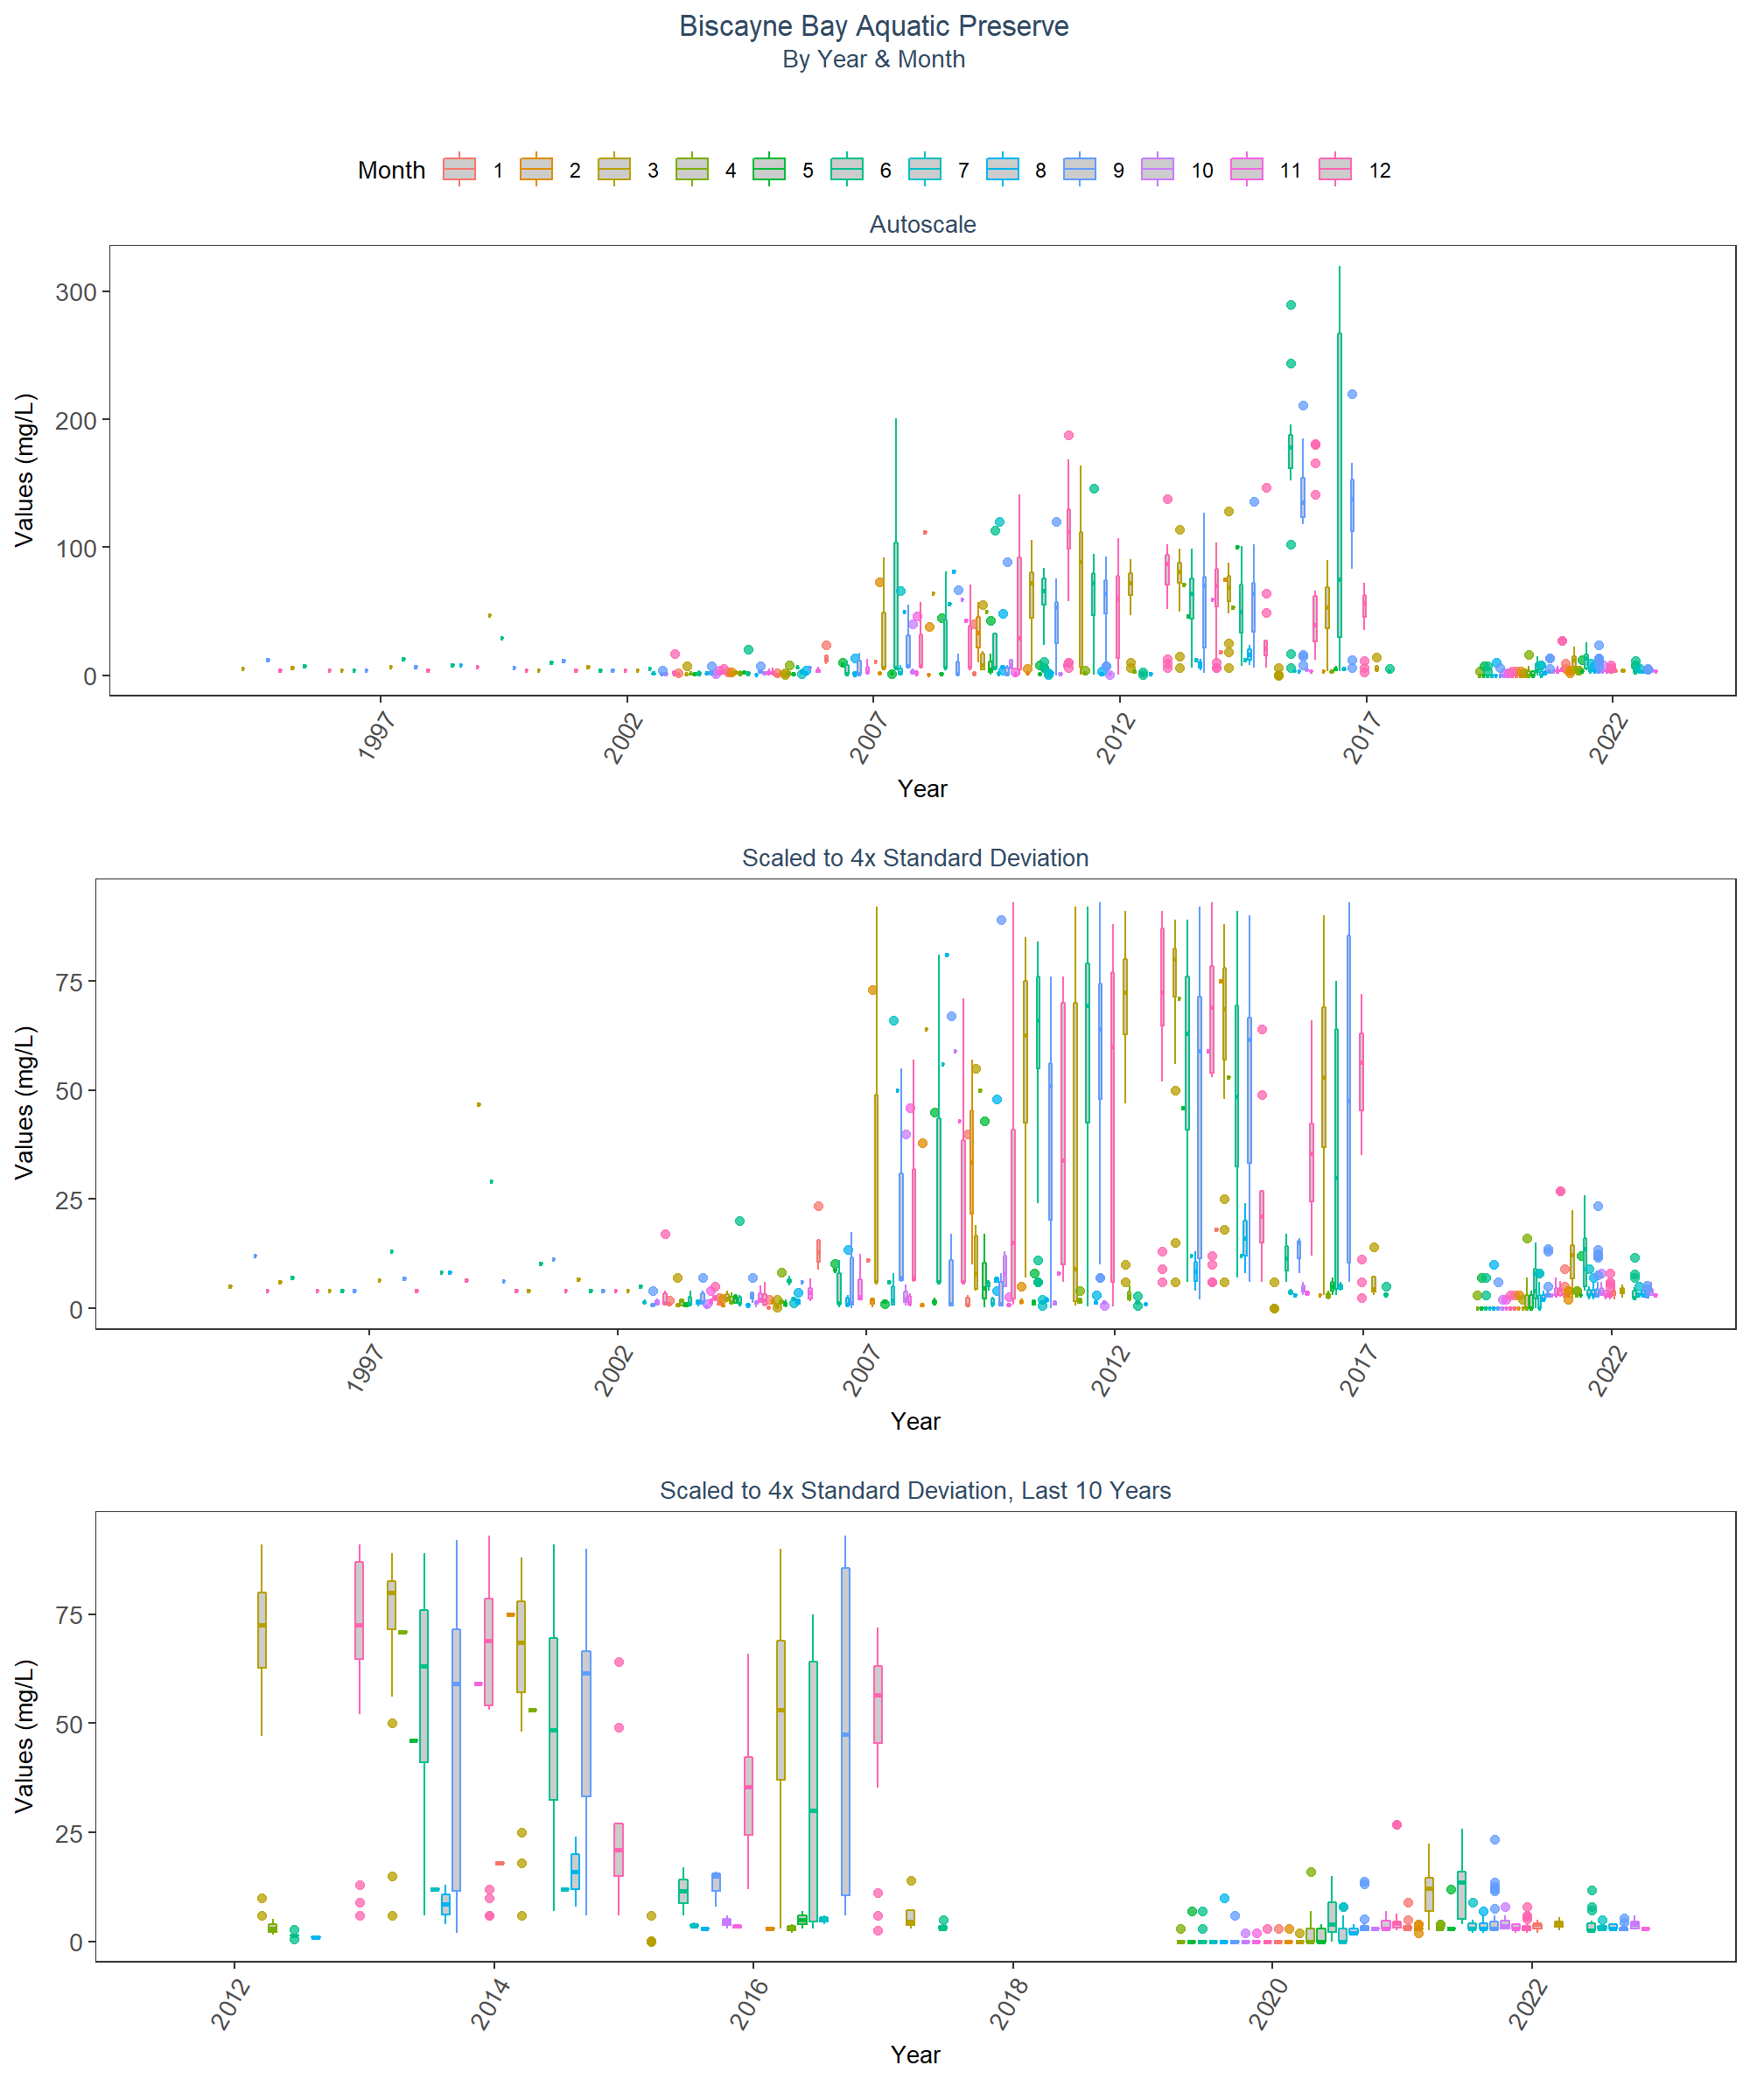 Biscayne Bay Aquatic Preserve
By Year & Month
Month 1 2 3 4 5 6 7 8 9 10 11 12
Autoscale
Values (mg/L)
300
200
100
0
1997 2002 2007 2012 2017 2022
Year
Scaled to 4x Standard Deviation
Values (mg/L)
75
50
25
0
1997 2002 2007 2012 2017 2022
Year
Scaled to 4x Standard Deviation, Last 10 Years
Values (mg/L)
75
50
25
0
2012 2014 2016 2018 2020 2022
Year